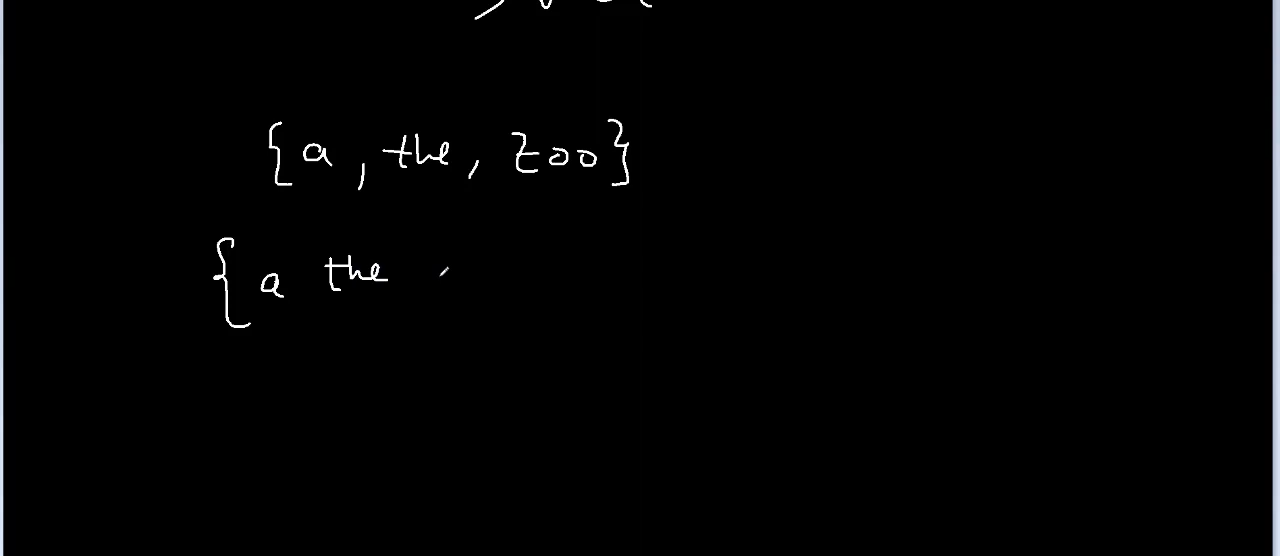 {a, the, zoo}
{a the